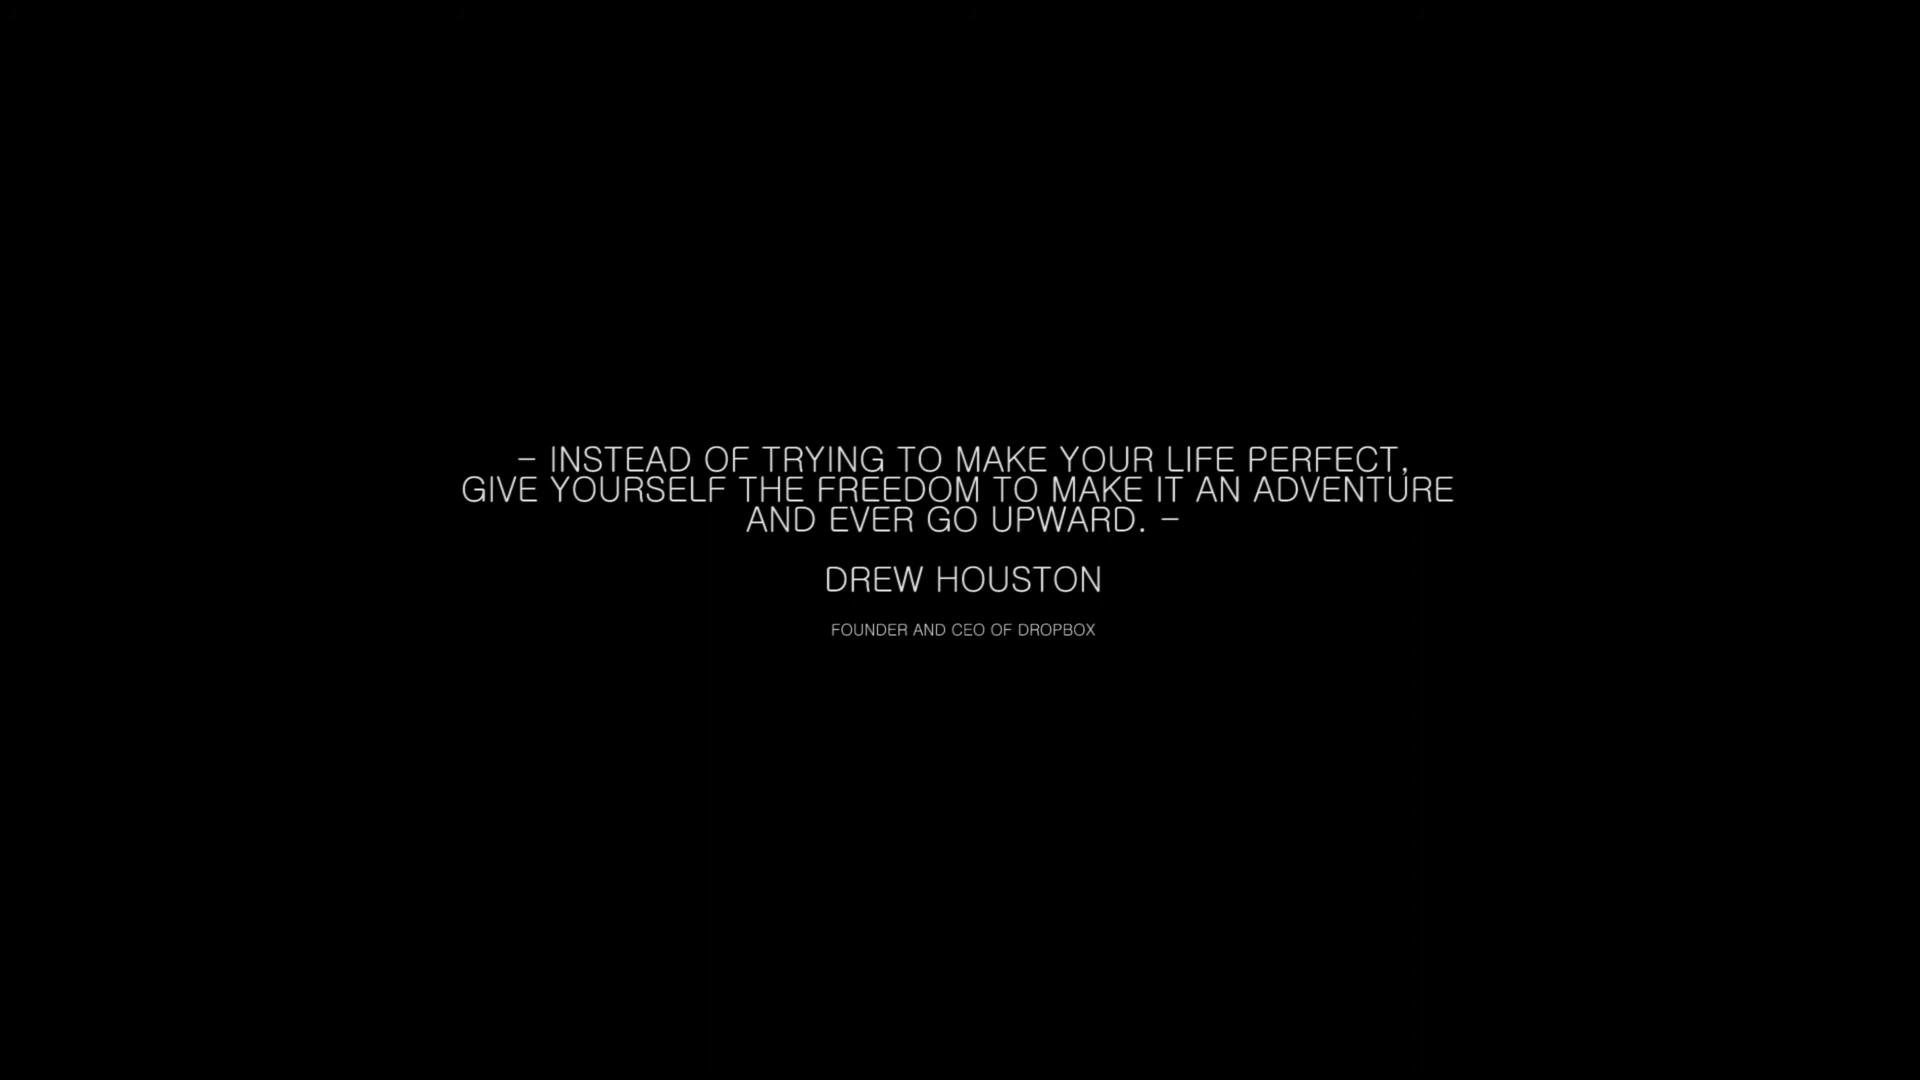 – INSTEAD OF TRYING TO MAKE YOUR LIFE PERFECT,
GIVE YOURSELF THE FREEDOM TO MAKE IT AN ADVENTURE
AND EVER GO UPWARD. –
DREW HOUSTON
FOUNDER AND CEO OF DROPBOX